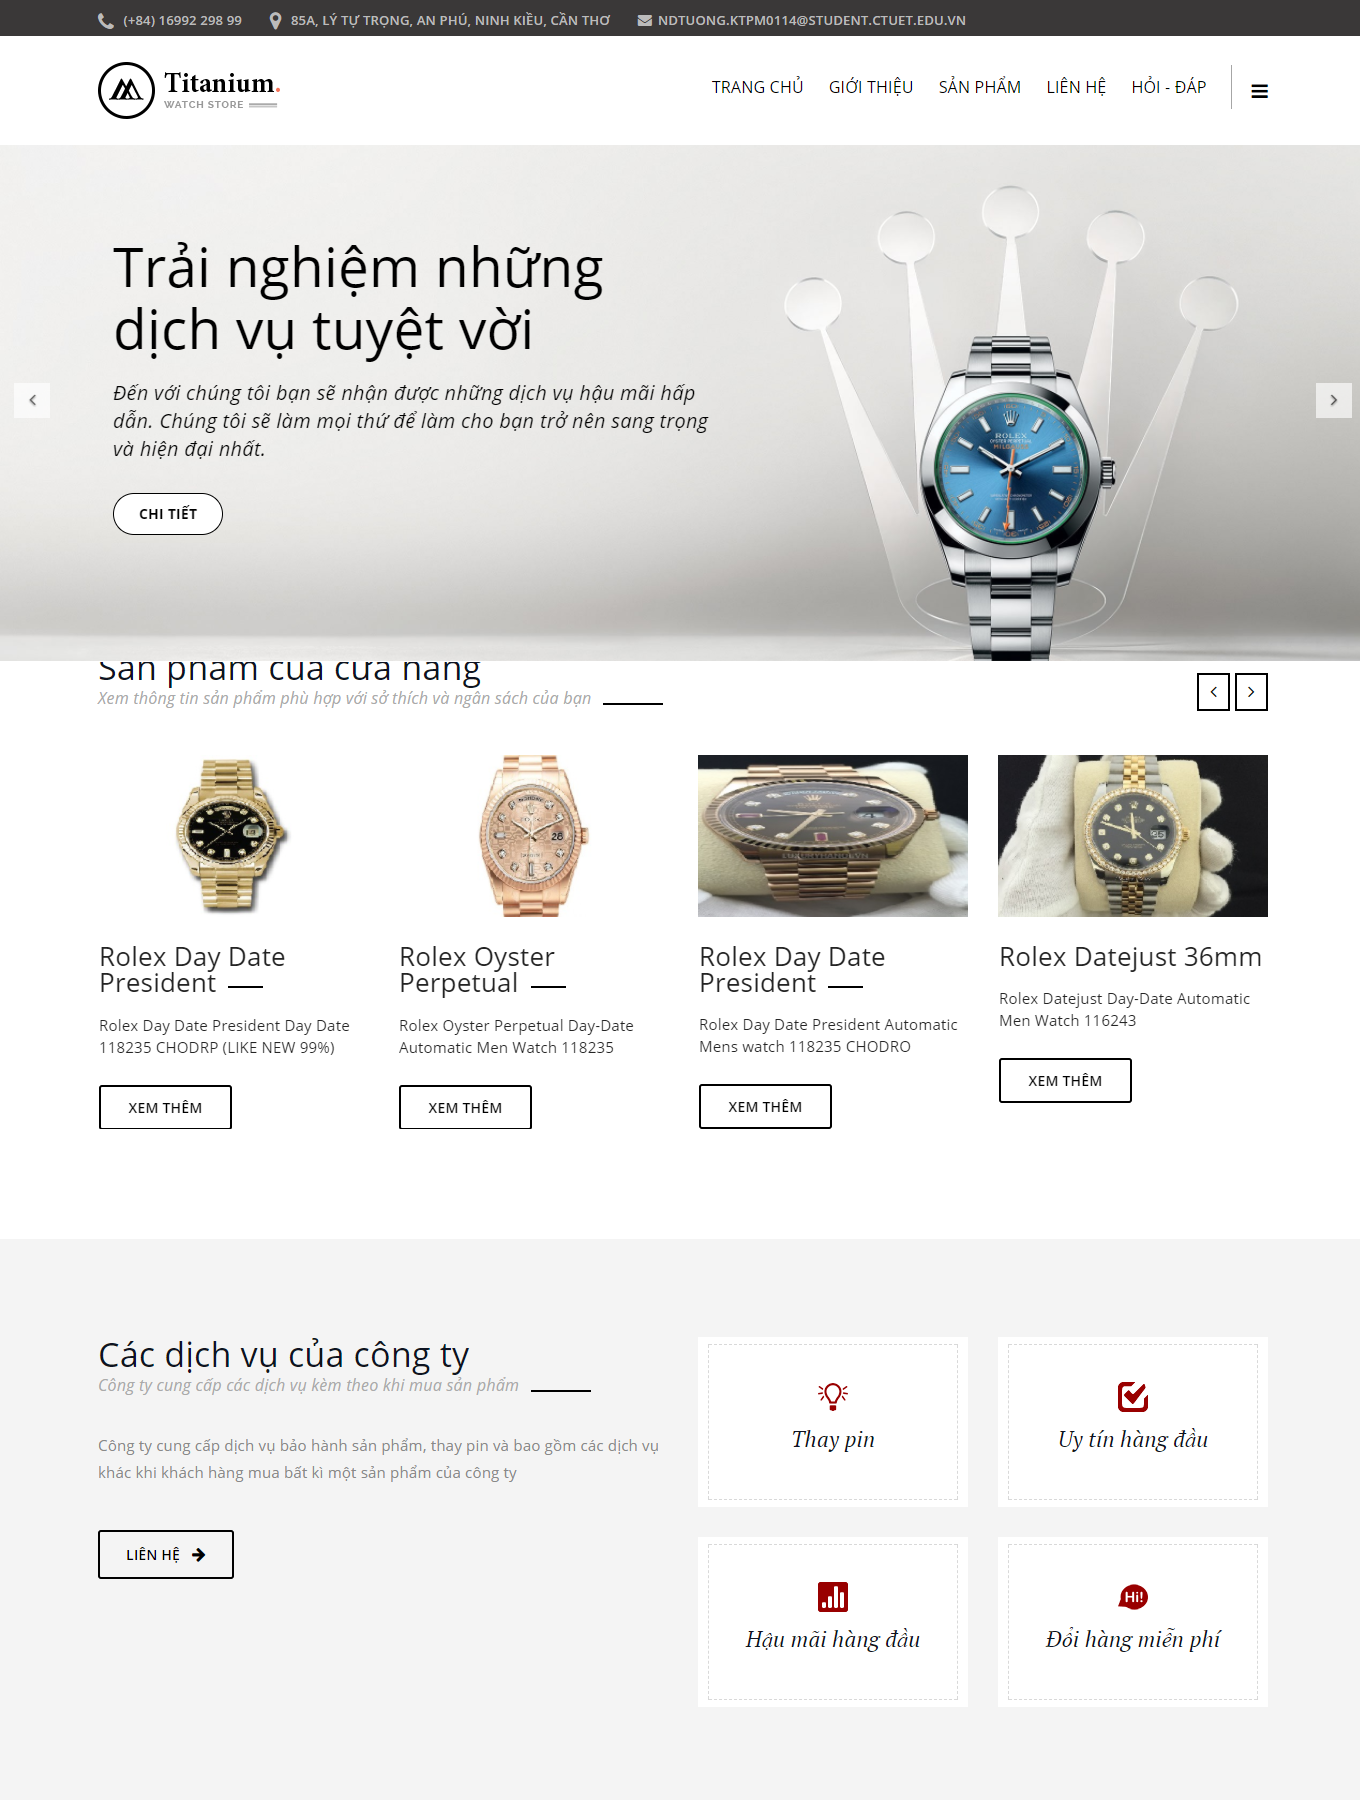 (+84) 16992 298 99
85A, LÝ TỰ TRỌNG, AN PHÚ, NINH KIỀU, CẦN THƠ
NDTUONG.KTPM0114@STUDENT.CTUET.EDU.VN
Titanium.
WATCH STORE
TRANG CHỦ
GIỚI THIỆU
SẢN PHẨM
LIÊN HỆ
HỎI - ĐÁP
Trải nghiệm những
dịch vụ tuyệt vời
Đến với chúng tôi bạn sẽ nhận được những dịch vụ hậu mãi hấp
dẫn. Chúng tôi sẽ làm mọi thứ để làm cho bạn trở nên sang trọng
và hiện đại nhất.
CHI TIẾT
ROLEX
OYSTER PERPETUAL
Sản phẩm của cửa hàng
Xem thông tin sản phẩm phù hợp với sở thích và ngân sách của bạn
Rolex Day Date
President
Rolex Day Date President Day Date
118235 CHODRP (LIKE NEW 99%)
XEM THÊM
Rolex Oyster
Perpetual
Rolex Oyster Perpetual Day-Date
Automatic Men Watch 118235
XEM THÊM
Rolex Day Date
President
Rolex Day Date President Automatic
Mens watch 118235 CHODRO
XEM THÊM
Rolex Datejust 36mm
Rolex Datejust Day-Date Automatic
Men Watch 116243
XEM THÊM
Các dịch vụ của công ty
Công ty cung cấp các dịch vụ kèm theo khi mua sản phẩm
Công ty cung cấp dịch vụ bảo hành sản phẩm, thay pin và bao gồm các dịch vụ
khác khi khách hàng mua bất kì một sản phẩm của công ty
LIÊN HỆ
Thay pin
Uy tín hàng đầu
Hậu mãi hàng đầu
Hi!
Đổi hàng miễn phí